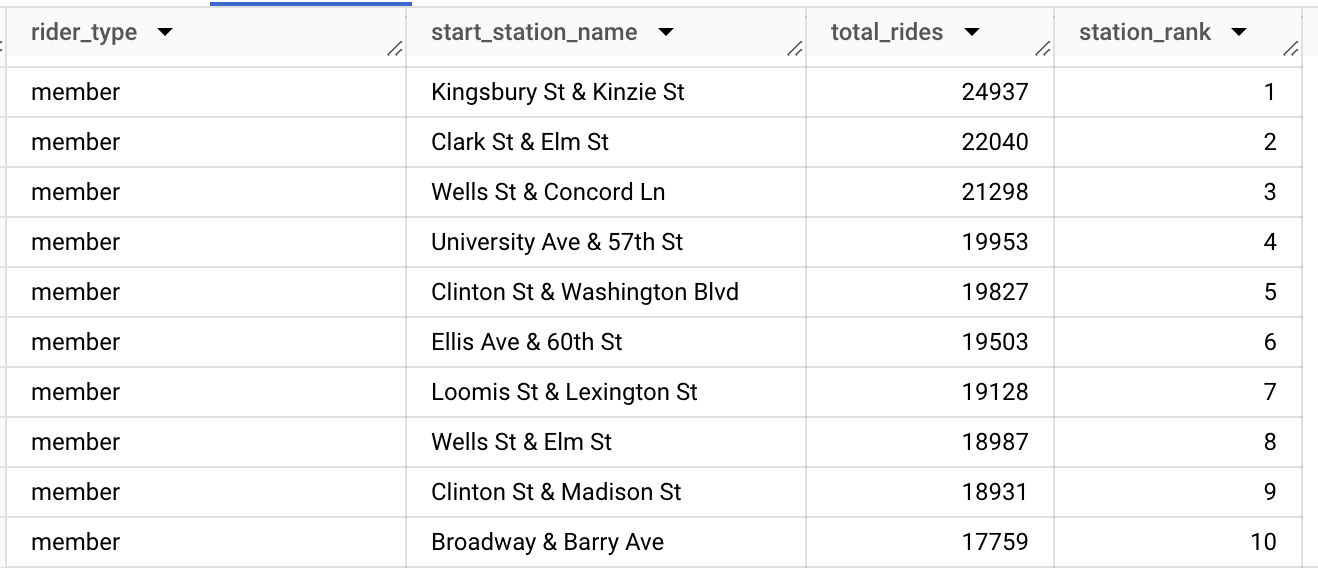 rider_type start_station_name total_rides station_rank
member Kingsbury St & Kinzie St 24937 1
member Clark St & Elm St 22040 2
member Wells St & Concord Ln 21298 3
member University Ave & 57th St 19953 4
member Clinton St & Washington Blvd 19827 5
member Ellis Ave & 60th St 19503 6
member Loomis St & Lexington St 19128 7
member Wells St & Elm St 18987 8
member Clinton St & Madison St 18931 9
member Broadway & Barry Ave 17759 10